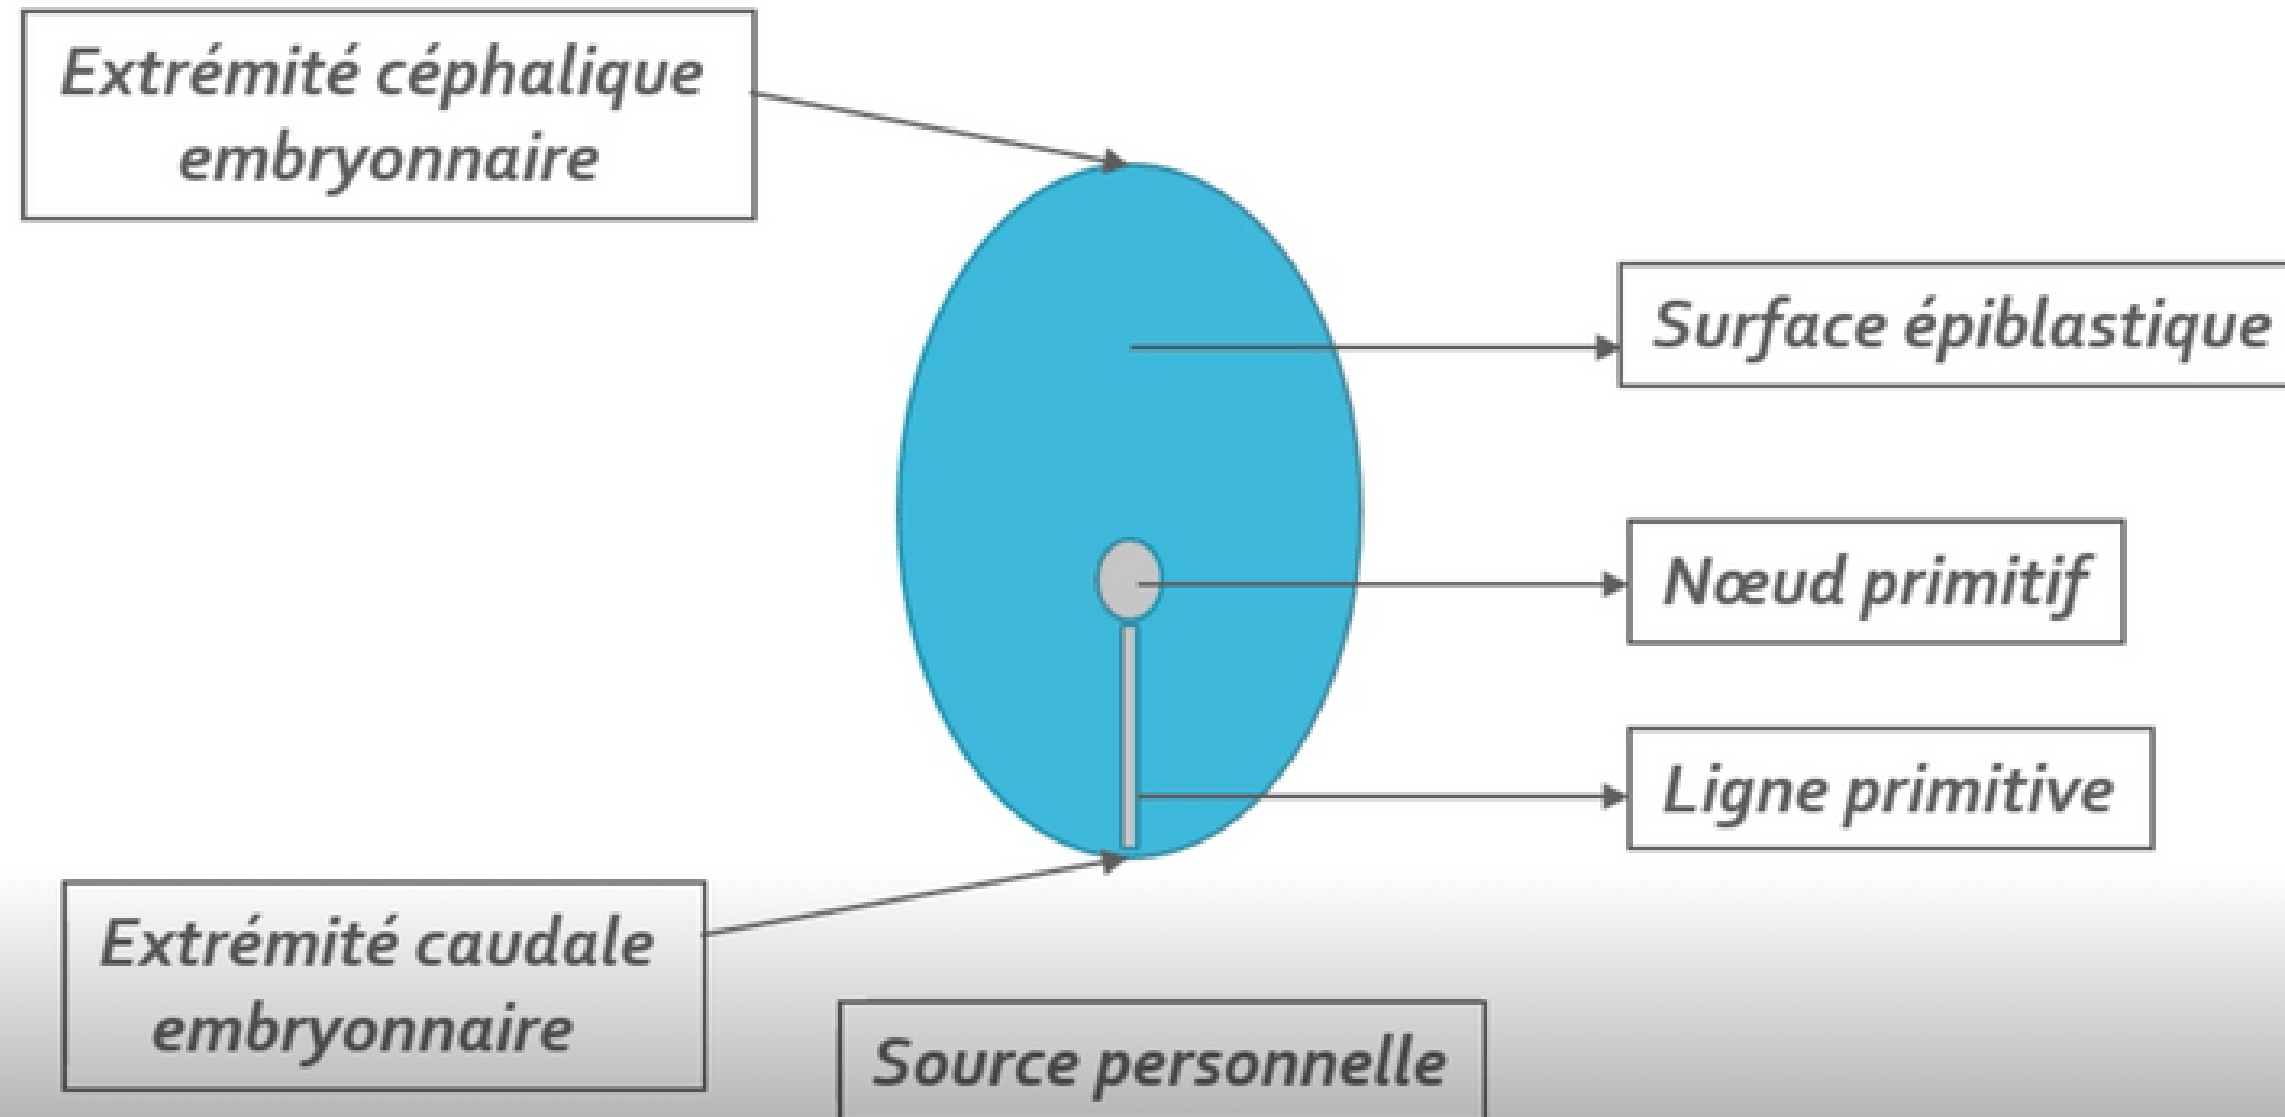 Extrémité céphalique
embryonnaire
Surface épiblastique
Nœud primitif
Ligne primitive
Extrémité caudale
embryonnaire
Source personnelle